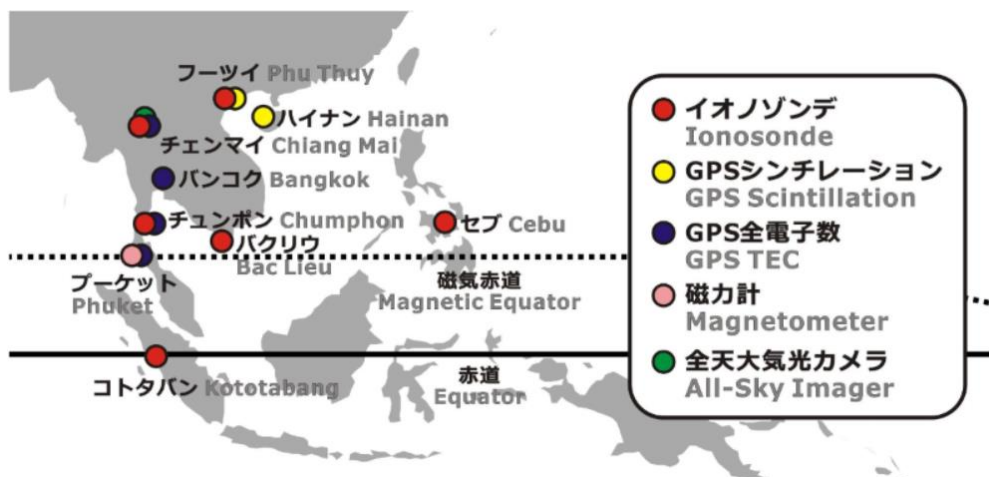 フーツイ Phu Thuy
ハイナン Hainan
チェンマイ Chiang Mai
バンコク Bangkok
チュンポン Chumphon
セブ Cebu
バクリウ
Bac Lieu
プーケット
Phuket
磁気赤道
Magnetic Equator
コトタバン Kototabang
赤道
Equator
イオノゾンデ
Ionosonde
GPSシンチレーション
GPS Scintillation
GPS全電子数
GPS TEC
磁力計
Magnetometer
全天大気光カメラ
All-Sky Imager